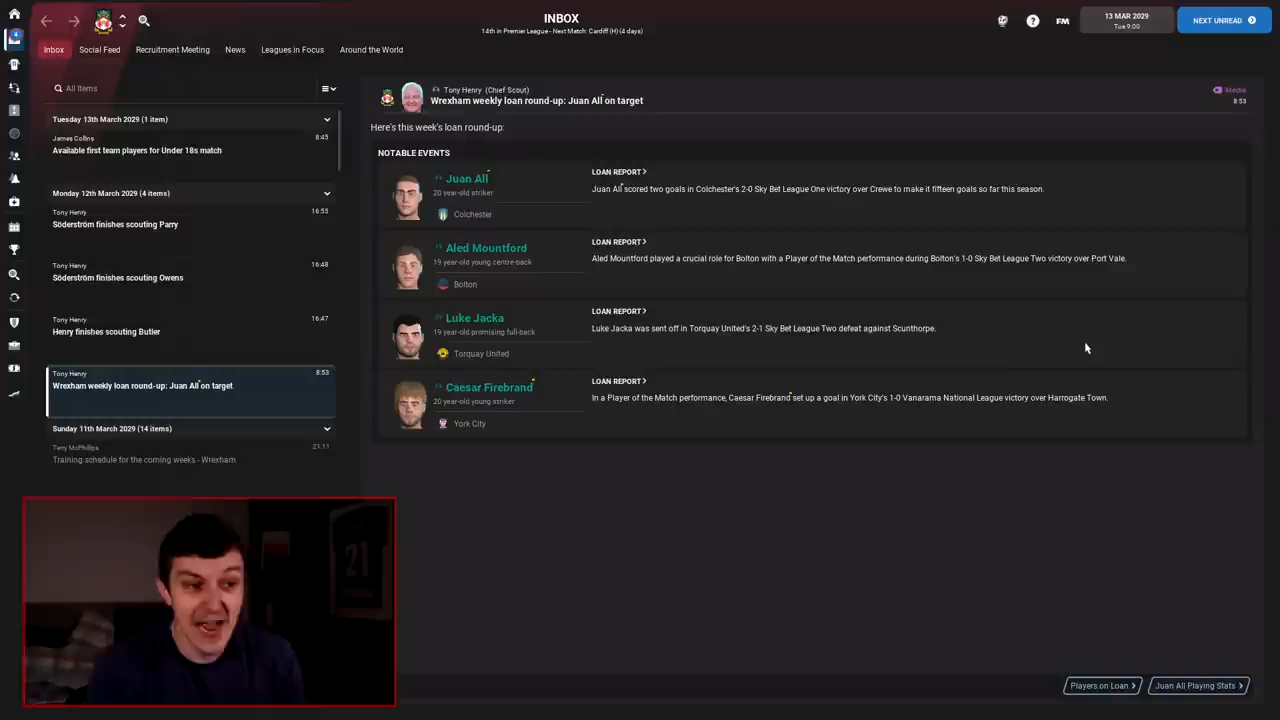 INBOX
14th in Premier League - Next Match: Cardiff (H) (4 days)
FM
13 MAR 2029
Tue 9:00
NEXT UNREAD
4
Inbox
Social Feed
Recruitment Meeting
News
Leagues in Focus
Around the World
All Items
Tuesday 13th March 2029 (1 item)
James Collins
8:45
Available first team players for Under 18s match
Monday 12th March 2029 (4 items)
Tony Henry
16:55
Söderström finishes scouting Parry
Tony Henry
16:48
Söderström finishes scouting Owens
Tony Henry
16:47
Henry finishes scouting Butler
Tony Henry
8:53
Wrexham weekly loan round-up: Juan All on target
Sunday 11th March 2029 (14 items)
Terry McPhillips
21:11
Training schedule for the coming weeks - Wrexham
Tony Henry (Chief Scout)
Wrexham weekly loan round-up: Juan All on target
Media
8:53
Here's this week's loan round-up:
NOTABLE EVENTS
Juan All
20 year-old striker
Colchester
LOAN REPORT
Juan All scored two goals in Colchester's 2-0 Sky Bet League One victory over Crewe to make it fifteen goals so far this season.
Aled Mountford
19 year-old young centre-back
Bolton
LOAN REPORT
Aled Mountford played a crucial role for Bolton with a Player of the Match performance during Bolton's 1-0 Sky Bet League Two victory over Port Vale.
Luke Jacka
19 year-old promising full-back
Torquay United
LOAN REPORT
Luke Jacka was sent off in Torquay United's 2-1 Sky Bet League Two defeat against Scunthorpe.
Caesar Firebrand
20 year-old young striker
York City
LOAN REPORT
In a Player of the Match performance, Caesar Firebrand set up a goal in York City's 1-0 Vanarama National League victory over Harrogate Town.
21
Players on Loan
Juan All Playing Stats